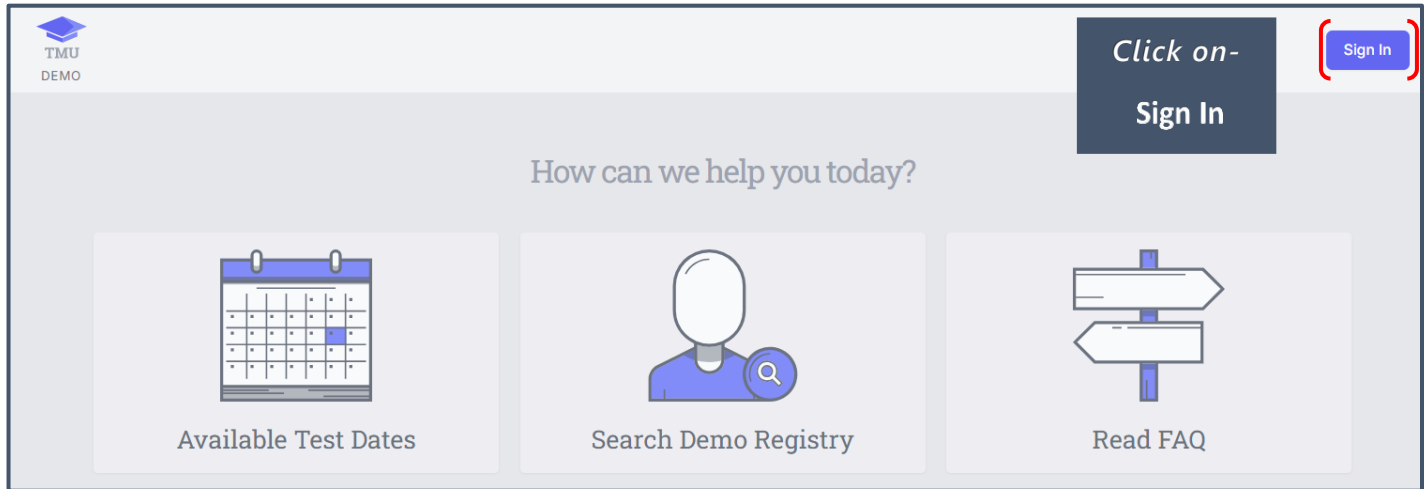 TMU
DEMO
Click on-
Sign In
Sign In
How can we help you today?
Available Test Dates
Search Demo Registry
Read FAQ